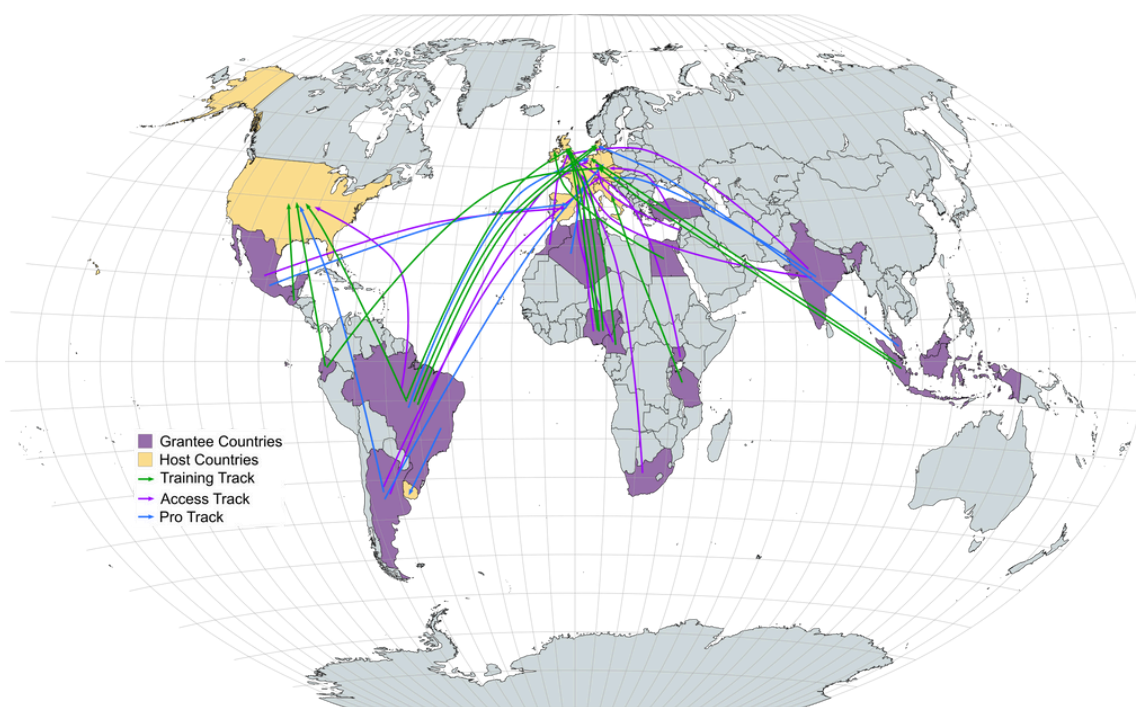 Grantee Countries
Host Countries
Training Track
Access Track
Pro Track